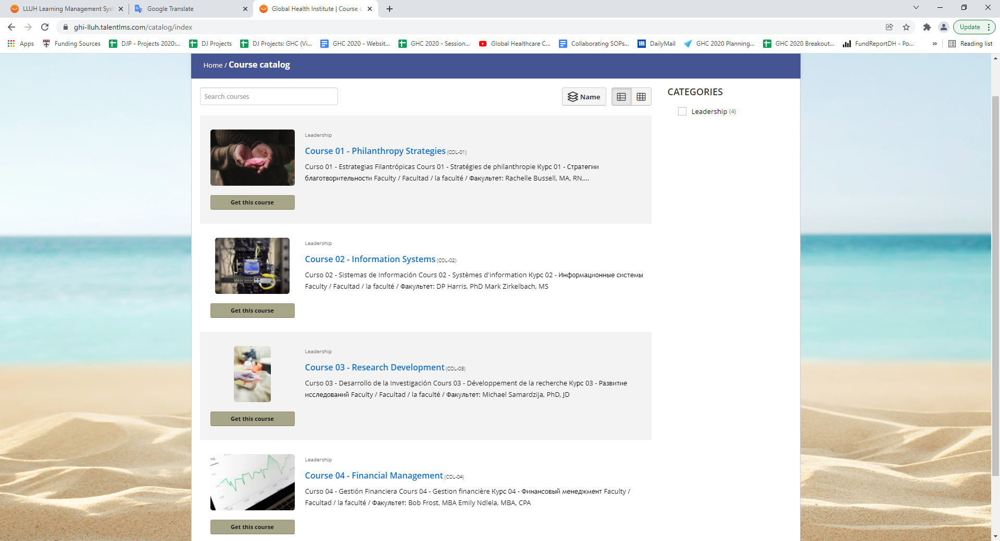 LLUH Learning Management Syst
Google Translate
Global Health Institute | Course c
ghi-lluh.talentlms.com/catalog/index
Update
Apps
Funding Sources
DJP - Projects 2020:...
DJ Projects
DJ Projects: GHC (Vi...
GHC 2020 - Websit...
GHC 2020 - Session...
Global Healthcare C...
Collaborating SOPs...
DailyMail
GHC 2020 Planning...
GHC 2020 Breakout...
FundReportDH - Po...
»
Reading list
Home / Course catalog
Search courses
Name
CATEGORIES
Leadership (4)
Leadership
Course 01 - Philanthropy Strategies (COL-01)
Curso 01 - Estrategias Filantrópicas Cours 01 - Stratégies de philanthropie Курс 01 - Стратегии
благотворительности Faculty / Facultad / la faculté / Факультет: Rachelle Bussell, MA, RN,...
Get this course
Leadership
Course 02 - Information Systems (COL-02)
Curso 02 - Sistemas de Información Cours 02 - Systèmes d'information Курс 02 - Информационные системы
Faculty / Facultad / la faculté / Факультет: DP Harris, PhD Mark Zirkelbach, MS
Get this course
Leadership
Course 03 - Research Development (COL-03)
Curso 03 - Desarrollo de la Investigación Cours 03 - Développement de la recherche Курс 03 - Развитие
исследований Faculty / Facultad / la faculté / Факультет: Michael Samardzija, PhD, JD
Get this course
Leadership
Course 04 - Financial Management (COL-04)
Curso 04 - Gestión Financiera Cours 04 - Gestion financière Курс 04 - Финансовый менеджмент Faculty /
Facultad / la faculté / Факультет: Bob Frost, MBA Emily Ndlela, MBA, CPA
Get this course